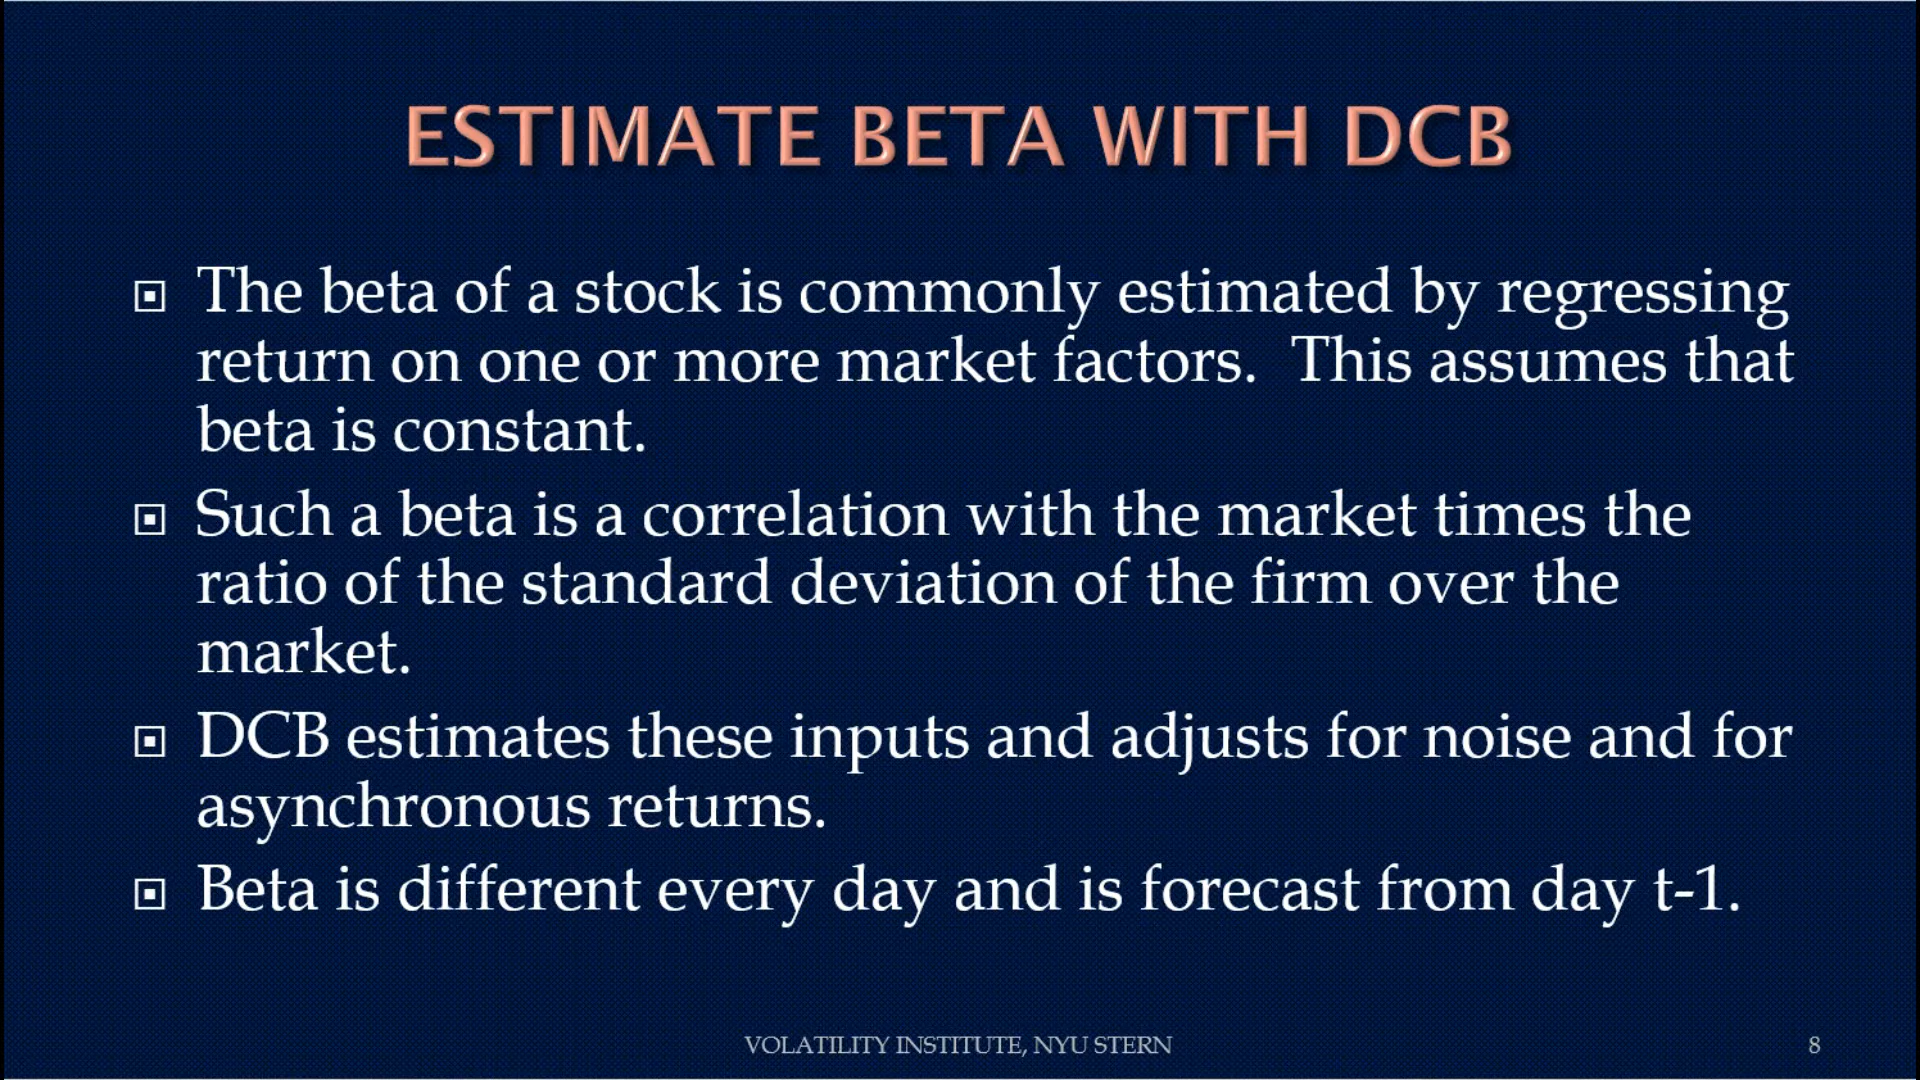 ESTIMATE BETA WITH DCB
The beta of a stock is commonly estimated by regressing
return on one or more market factors.  This assumes that
beta is constant.
Such a beta is a correlation with the market times the
ratio of the standard deviation of the firm over the
market.
DCB estimates these inputs and adjusts for noise and for
asynchronous returns.
Beta is different every day and is forecast from day t-1.
VOLATILITY INSTITUTE, NYU STERN
8